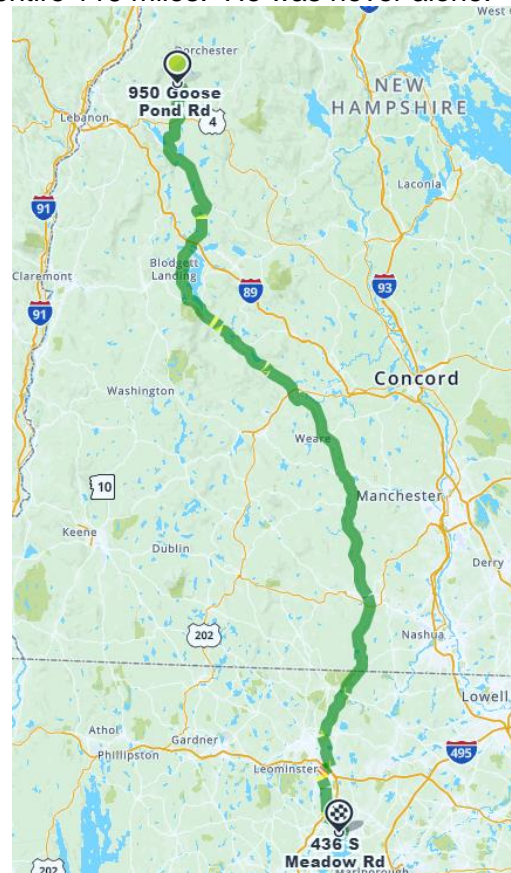 entire 110 miles. He was never alone.
West
Dorchester
950 Goose
Pond Rd
4
NEW
HAMPSHIRE
Lebanon
Laconia
91
Blodgett
Landing
Claremont
89
93
91
Concord
Washington
Weare
10
Manchester
Keene
Dublin
Derry
202
Nashua
Lowell
Athol
Gardner
Phillipston
495
Leominster
436 S
Meadow Rd
Marlborough
202